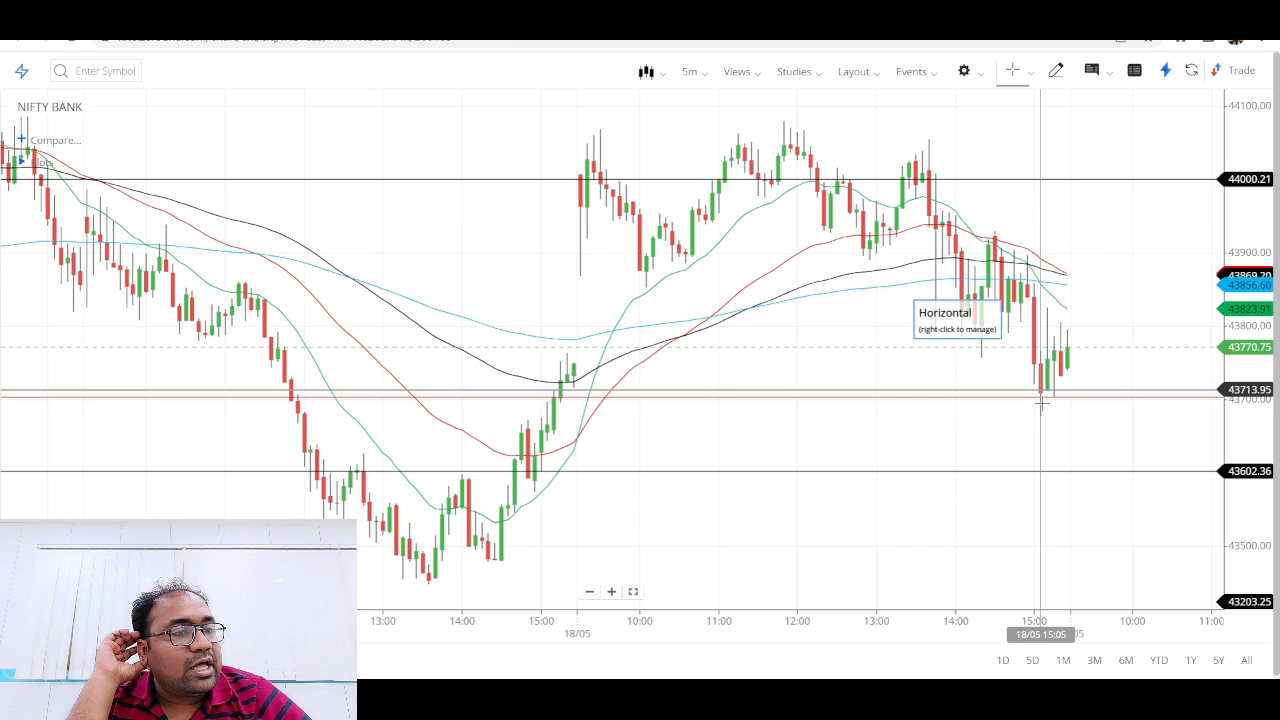 Enter Symbol
5m Views Studies Layout Events Trade
NIFTY BANK
Compare...
44100.00
44000.21
43900.00
43869.20
43856.60
43823.91
43800.00
Horizontal
(right-click to manage)
43770.75
43713.95
43700.00
43602.36
43500.00
43203.25
13:00 14:00 15:00 10:00 11:00 12:00 13:00 14:00 15:00 10:00 11:00
18/05 18/05 15:05
1D 5D 1M 3M 6M YTD 1Y 5Y All